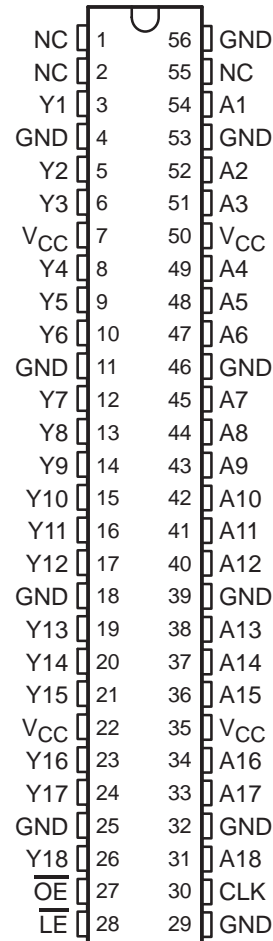 NC 1 56 GND
NC 2 55 NC
Y1 3 54 A1
GND 4 53 GND
Y2 5 52 A2
Y3 6 51 A3
VCC 7 50 VCC
Y4 8 49 A4
Y5 9 48 A5
Y6 10 47 A6
GND 11 46 GND
Y7 12 45 A7
Y8 13 44 A8
Y9 14 43 A9
Y10 15 42 A10
Y11 16 41 A11
Y12 17 40 A12
GND 18 39 GND
Y13 19 38 A13
Y14 20 37 A14
Y15 21 36 A15
VCC 22 35 VCC
Y16 23 34 A16
Y17 24 33 A17
GND 25 32 GND
Y18 26 31 A18
OE 27 30 CLK
LE 28 29 GND